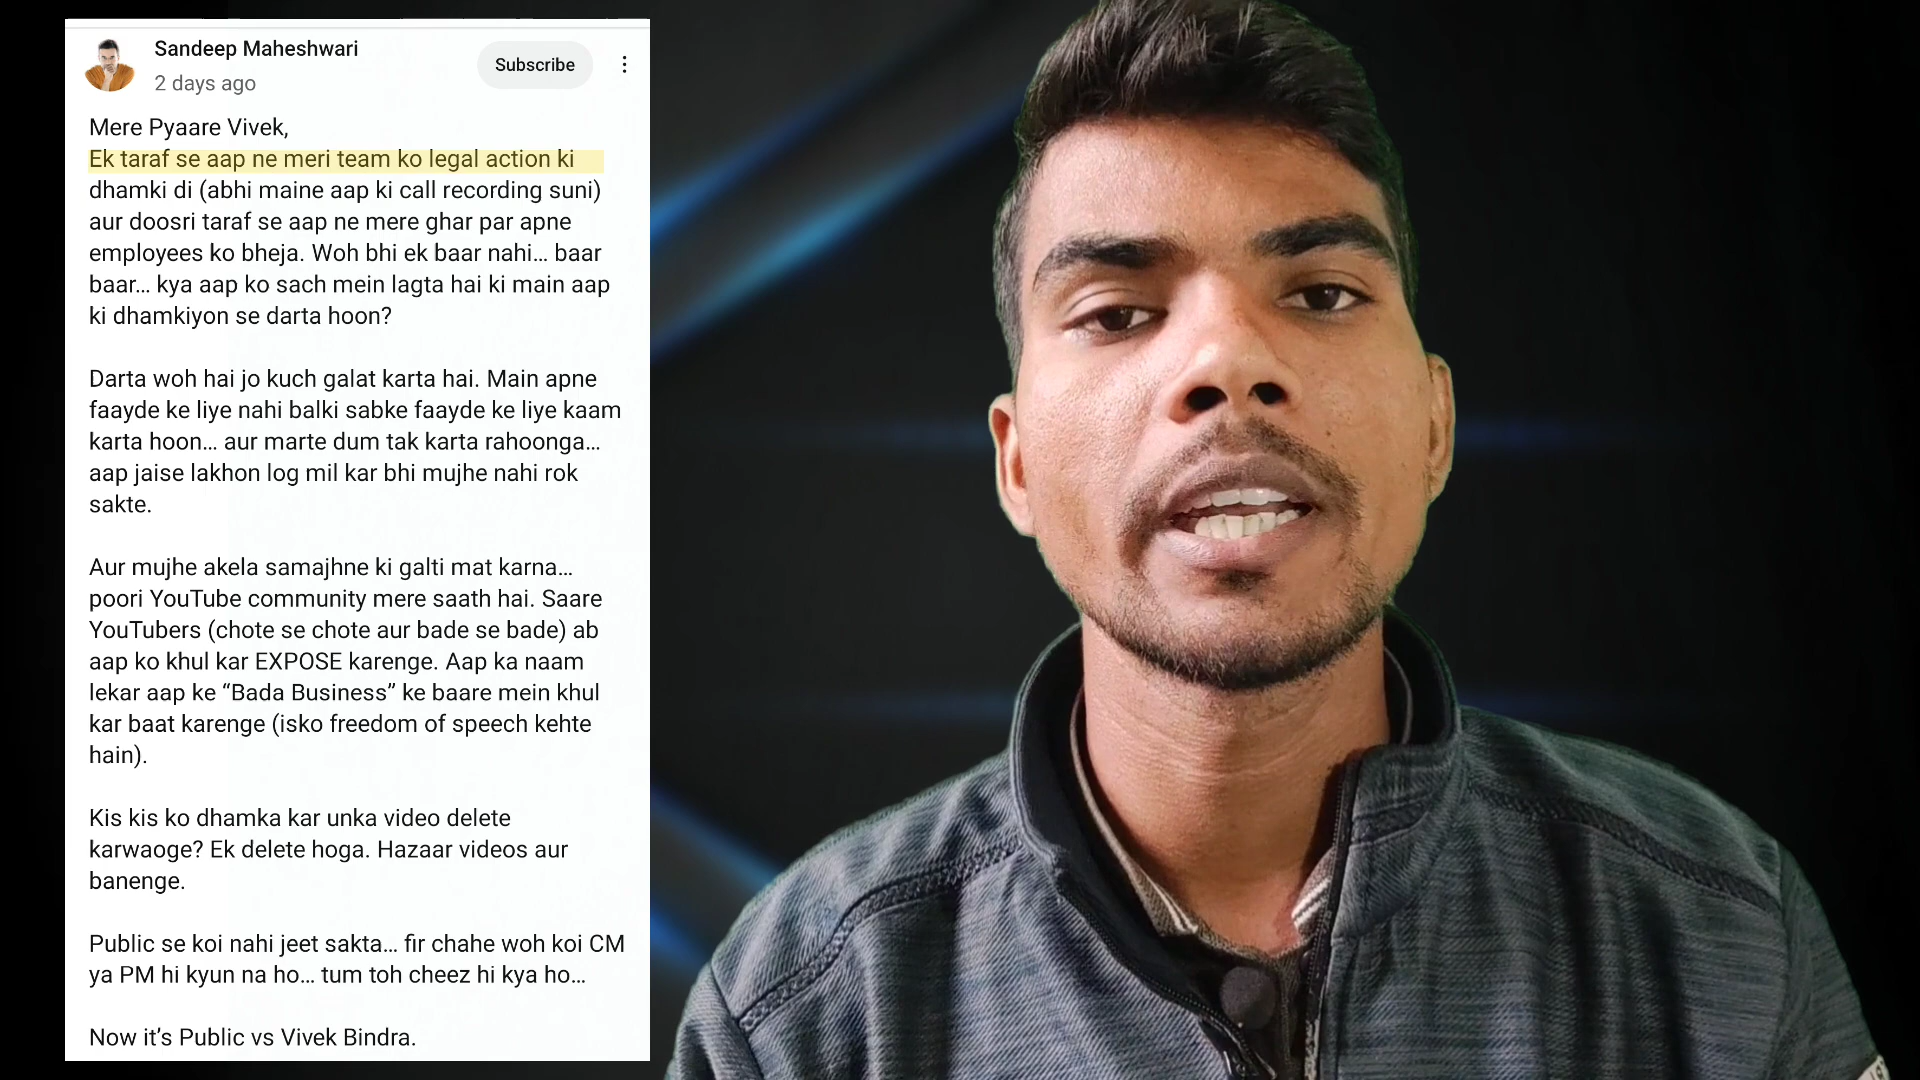 Sandeep Maheshwari
2 days ago
Subscribe
Mere Pyaare Vivek,
Ek taraf se aap ne meri team ko legal action ki
dhamki di (abhi maine aap ki call recording suni)
aur doosri taraf se aap ne mere ghar par apne
employees ko bheja. Woh bhi ek baar nahi... baar
baar... kya aap ko sach mein lagta hai ki main aap
ki dhamkiyon se darta hoon?
Darta woh hai jo kuch galat karta hai. Main apne
faayde ke liye nahi balki sabke faayde ke liye kaam
karta hoon... aur marte dum tak karta rahoonga...
aap jaise lakhon log mil kar bhi mujhe nahi rok
sakte.
Aur mujhe akela samajhne ki galti mat karna...
poori YouTube community mere saath hai. Saare
YouTubers (chote se chote aur bade se bade) ab
aap ko khul kar EXPOSE karenge. Aap ka naam
lekar aap ke “Bada Business” ke baare mein khul
kar baat karenge (isko freedom of speech kehte
hain).
Kis kis ko dhamka kar unka video delete
karwaoge? Ek delete hoga. Hazaar videos aur
banenge.
Public se koi nahi jeet sakta... fir chahe woh koi CM
ya PM hi kyun na ho... tum toh cheez hi kya ho...
Now it’s Public vs Vivek Bindra.